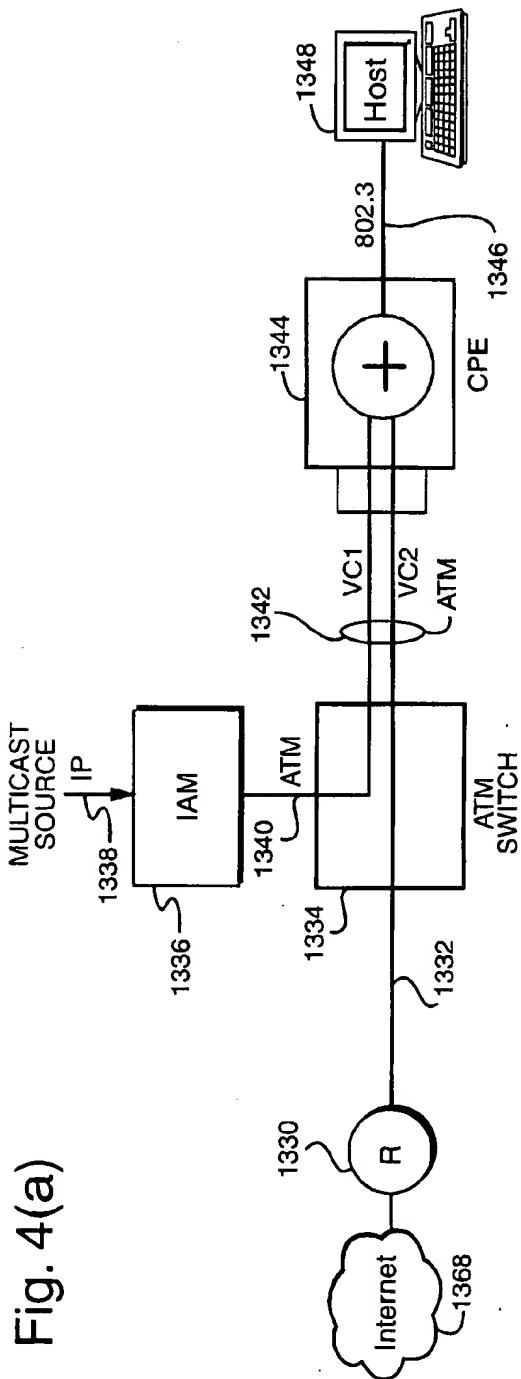 Fig. 4(a)
MULTICAST
SOURCE
IP
1338
IAM
1336
ATM
1340
1334
ATM
SWITCH
1332
R
1330
Internet
1368
1342
VC1
VC2
ATM
1344
CPE
802.3
1346
Host
1348